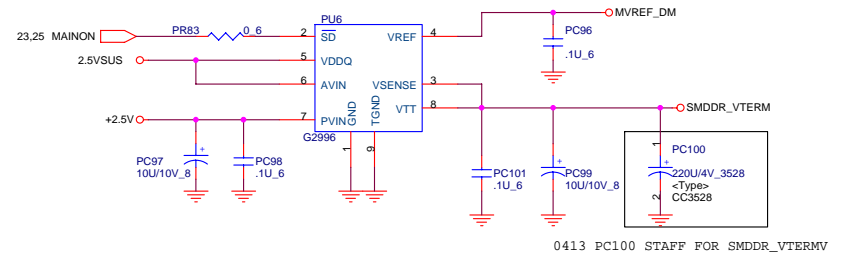 PU6
MVREF_DM
23,25 MAINON
PR83
0_6
2
SD
VREF
4
PC96
.1U_6
2.5VSUS
5
VDDQ
6
AVIN
VSENSE
3
VTT
8
SMDDR_VTERM
+2.5V
7
PVIN
GND
TGND
G2996
1
9
PC97
10U/10V_8
PC98
.1U_6
PC101
.1U_6
PC99
10U/10V_8
1
PC100
220U/4V_3528
<Type>
CC3528
2
+
+
+
0413 PC100 STAFF FOR SMDDR_VTERMV